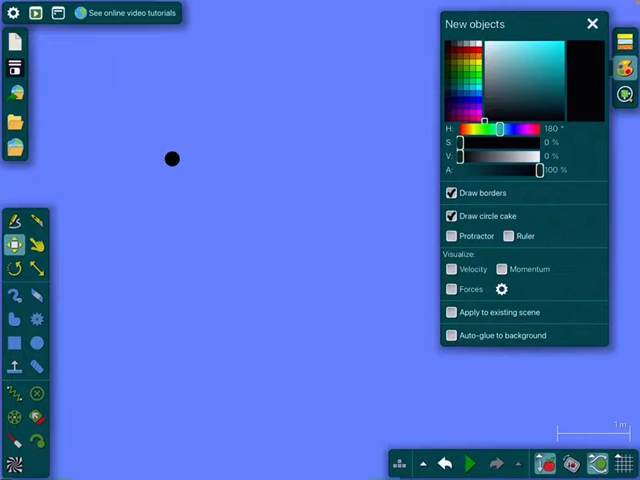 See online video tutorials
New objects
H: 180 °
S: 0 %
V: 0 %
A: 100 %
Draw borders
Draw circle cake
Protractor Ruler
Visualize:
Velocity Momentum
Forces
Apply to existing scene
Auto-glue to background
1 m